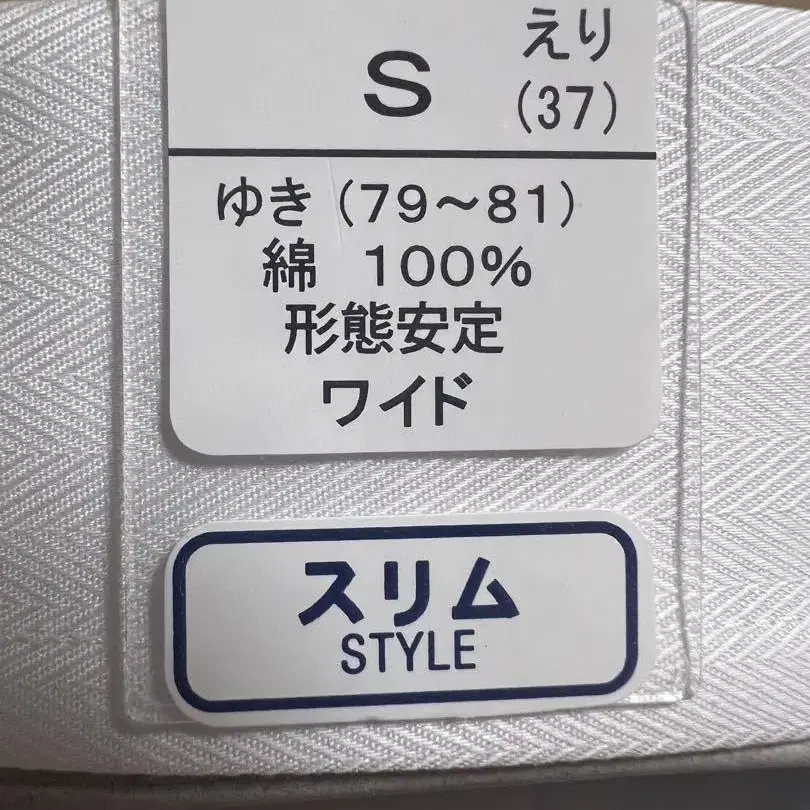 S
えり
(37)
ゆき(79～81)
綿 100%
形態安定
ワイド
スリム
STYLE